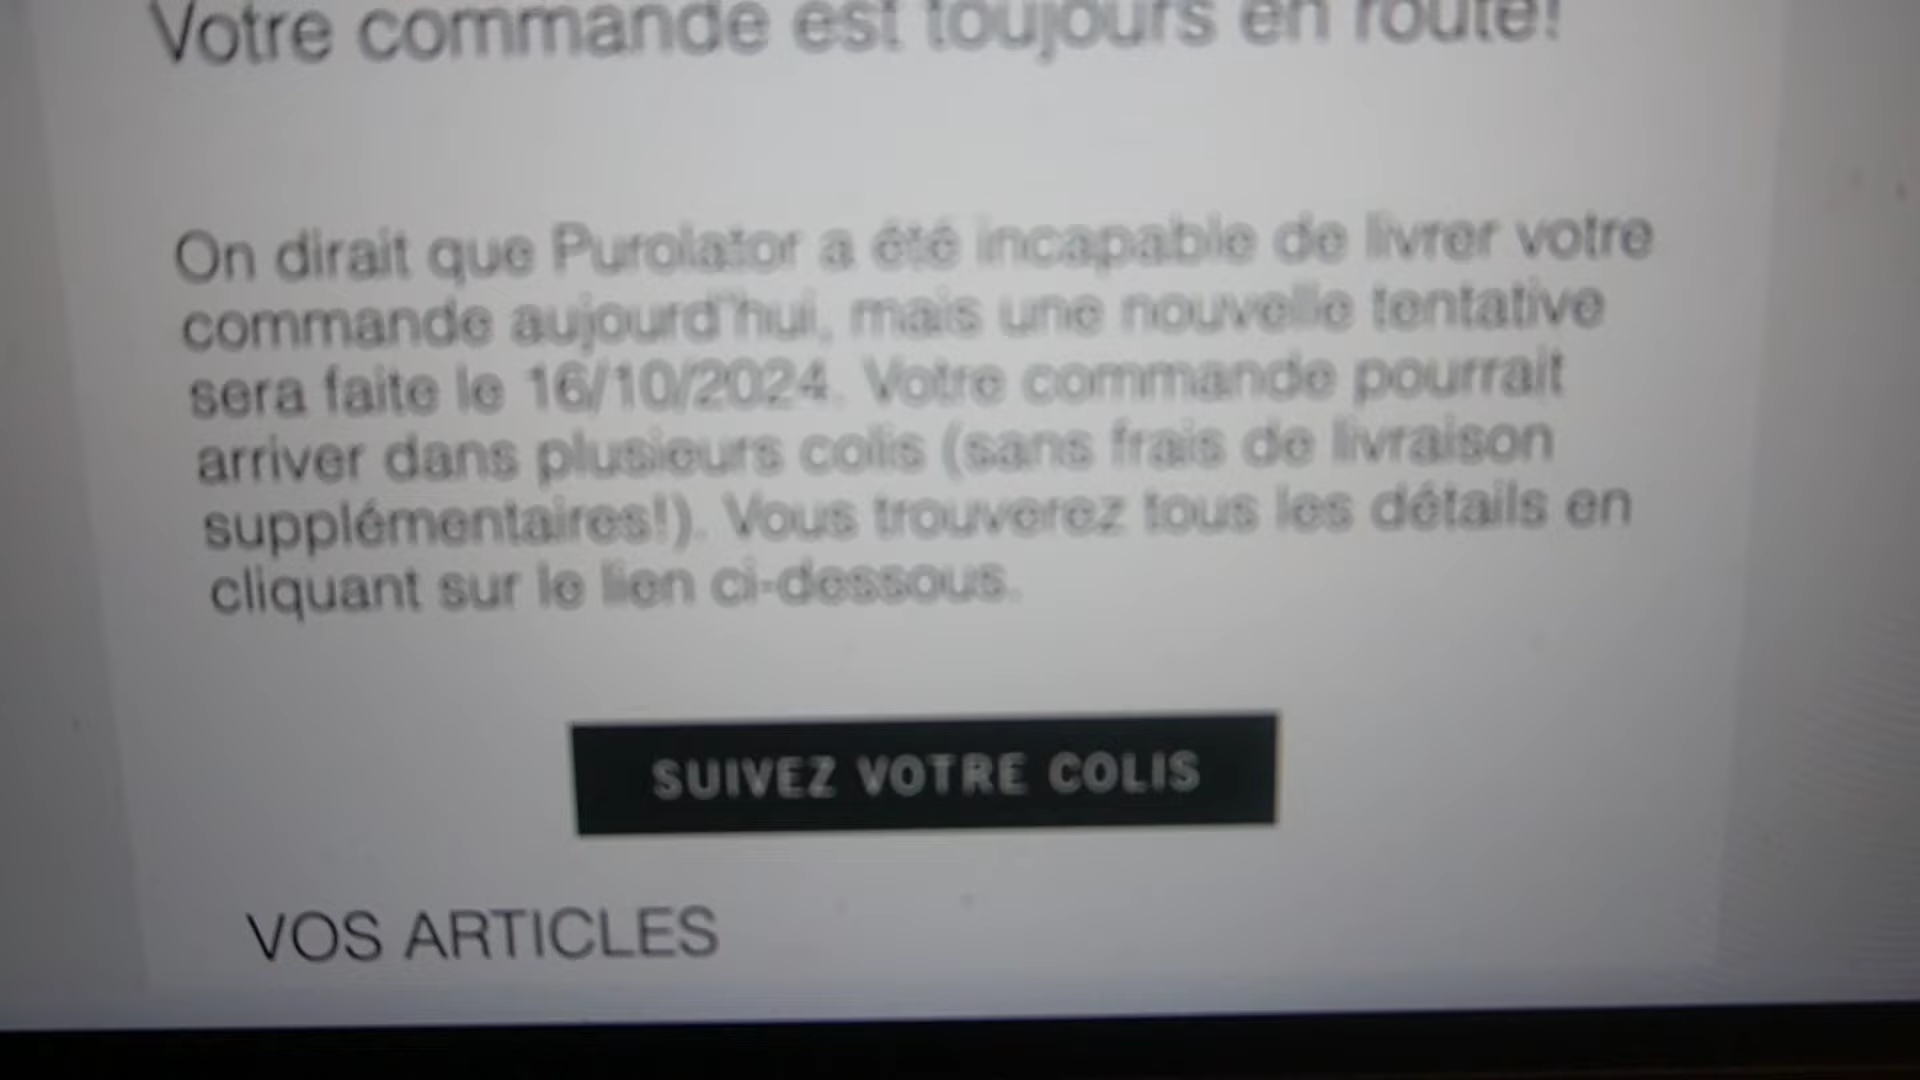 Votre commande est toujours en route!
On dirait que Purolator a été incapable de livrer votre
commande aujourd'hui, mais une nouvelle tentative
sera faite le 16/10/2024. Votre commande pourrait
arriver dans plusieurs colis (sans frais de livraison
supplémentaires!). Vous trouverez tous les détails en
cliquant sur le lien ci-dessous.
SUIVEZ VOTRE COLIS
VOS ARTICLES